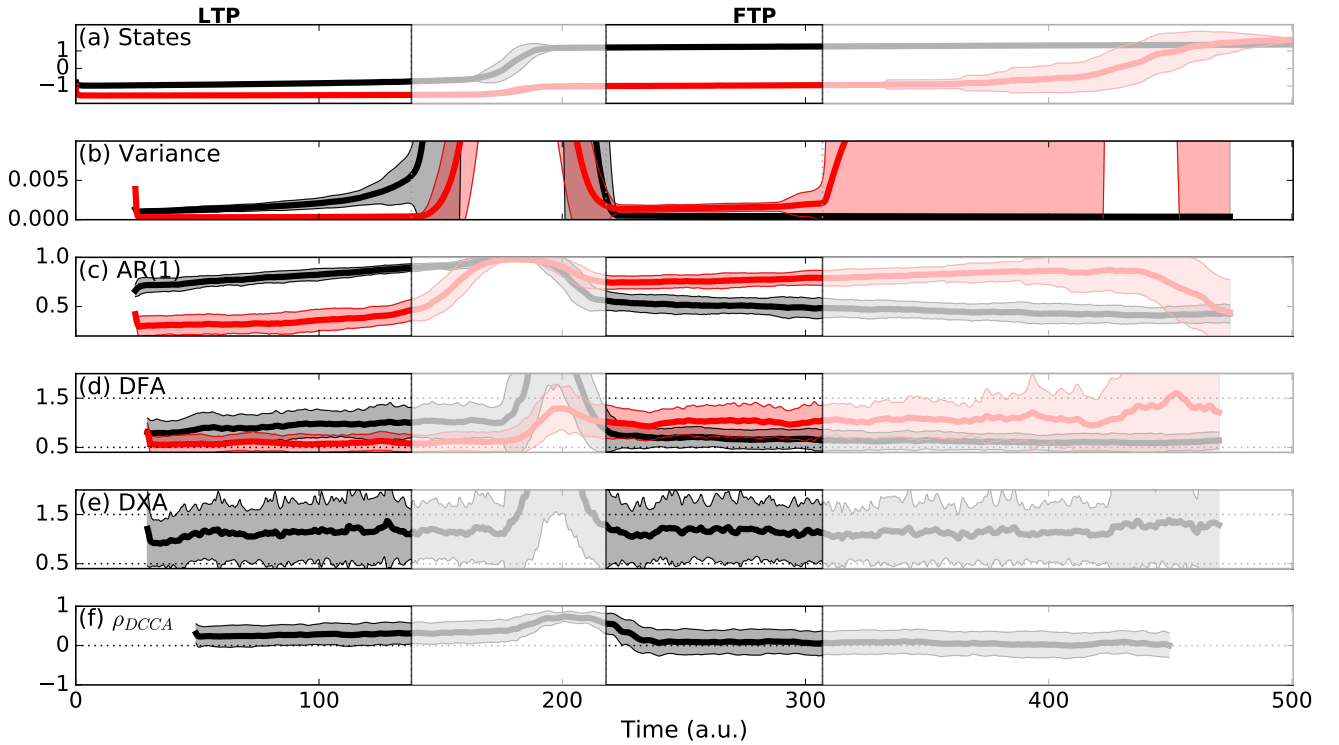 LTP FTP
(a) States
1
0
−1
(b) Variance
0.005
0.000
(c) AR(1)
1.0
0.5
(d) DFA
1.5
0.5
(e) DXA
1.5
0.5
(f) ρDCCA
1
0
−1
0 100 200 300 400 500
Time (a.u.)